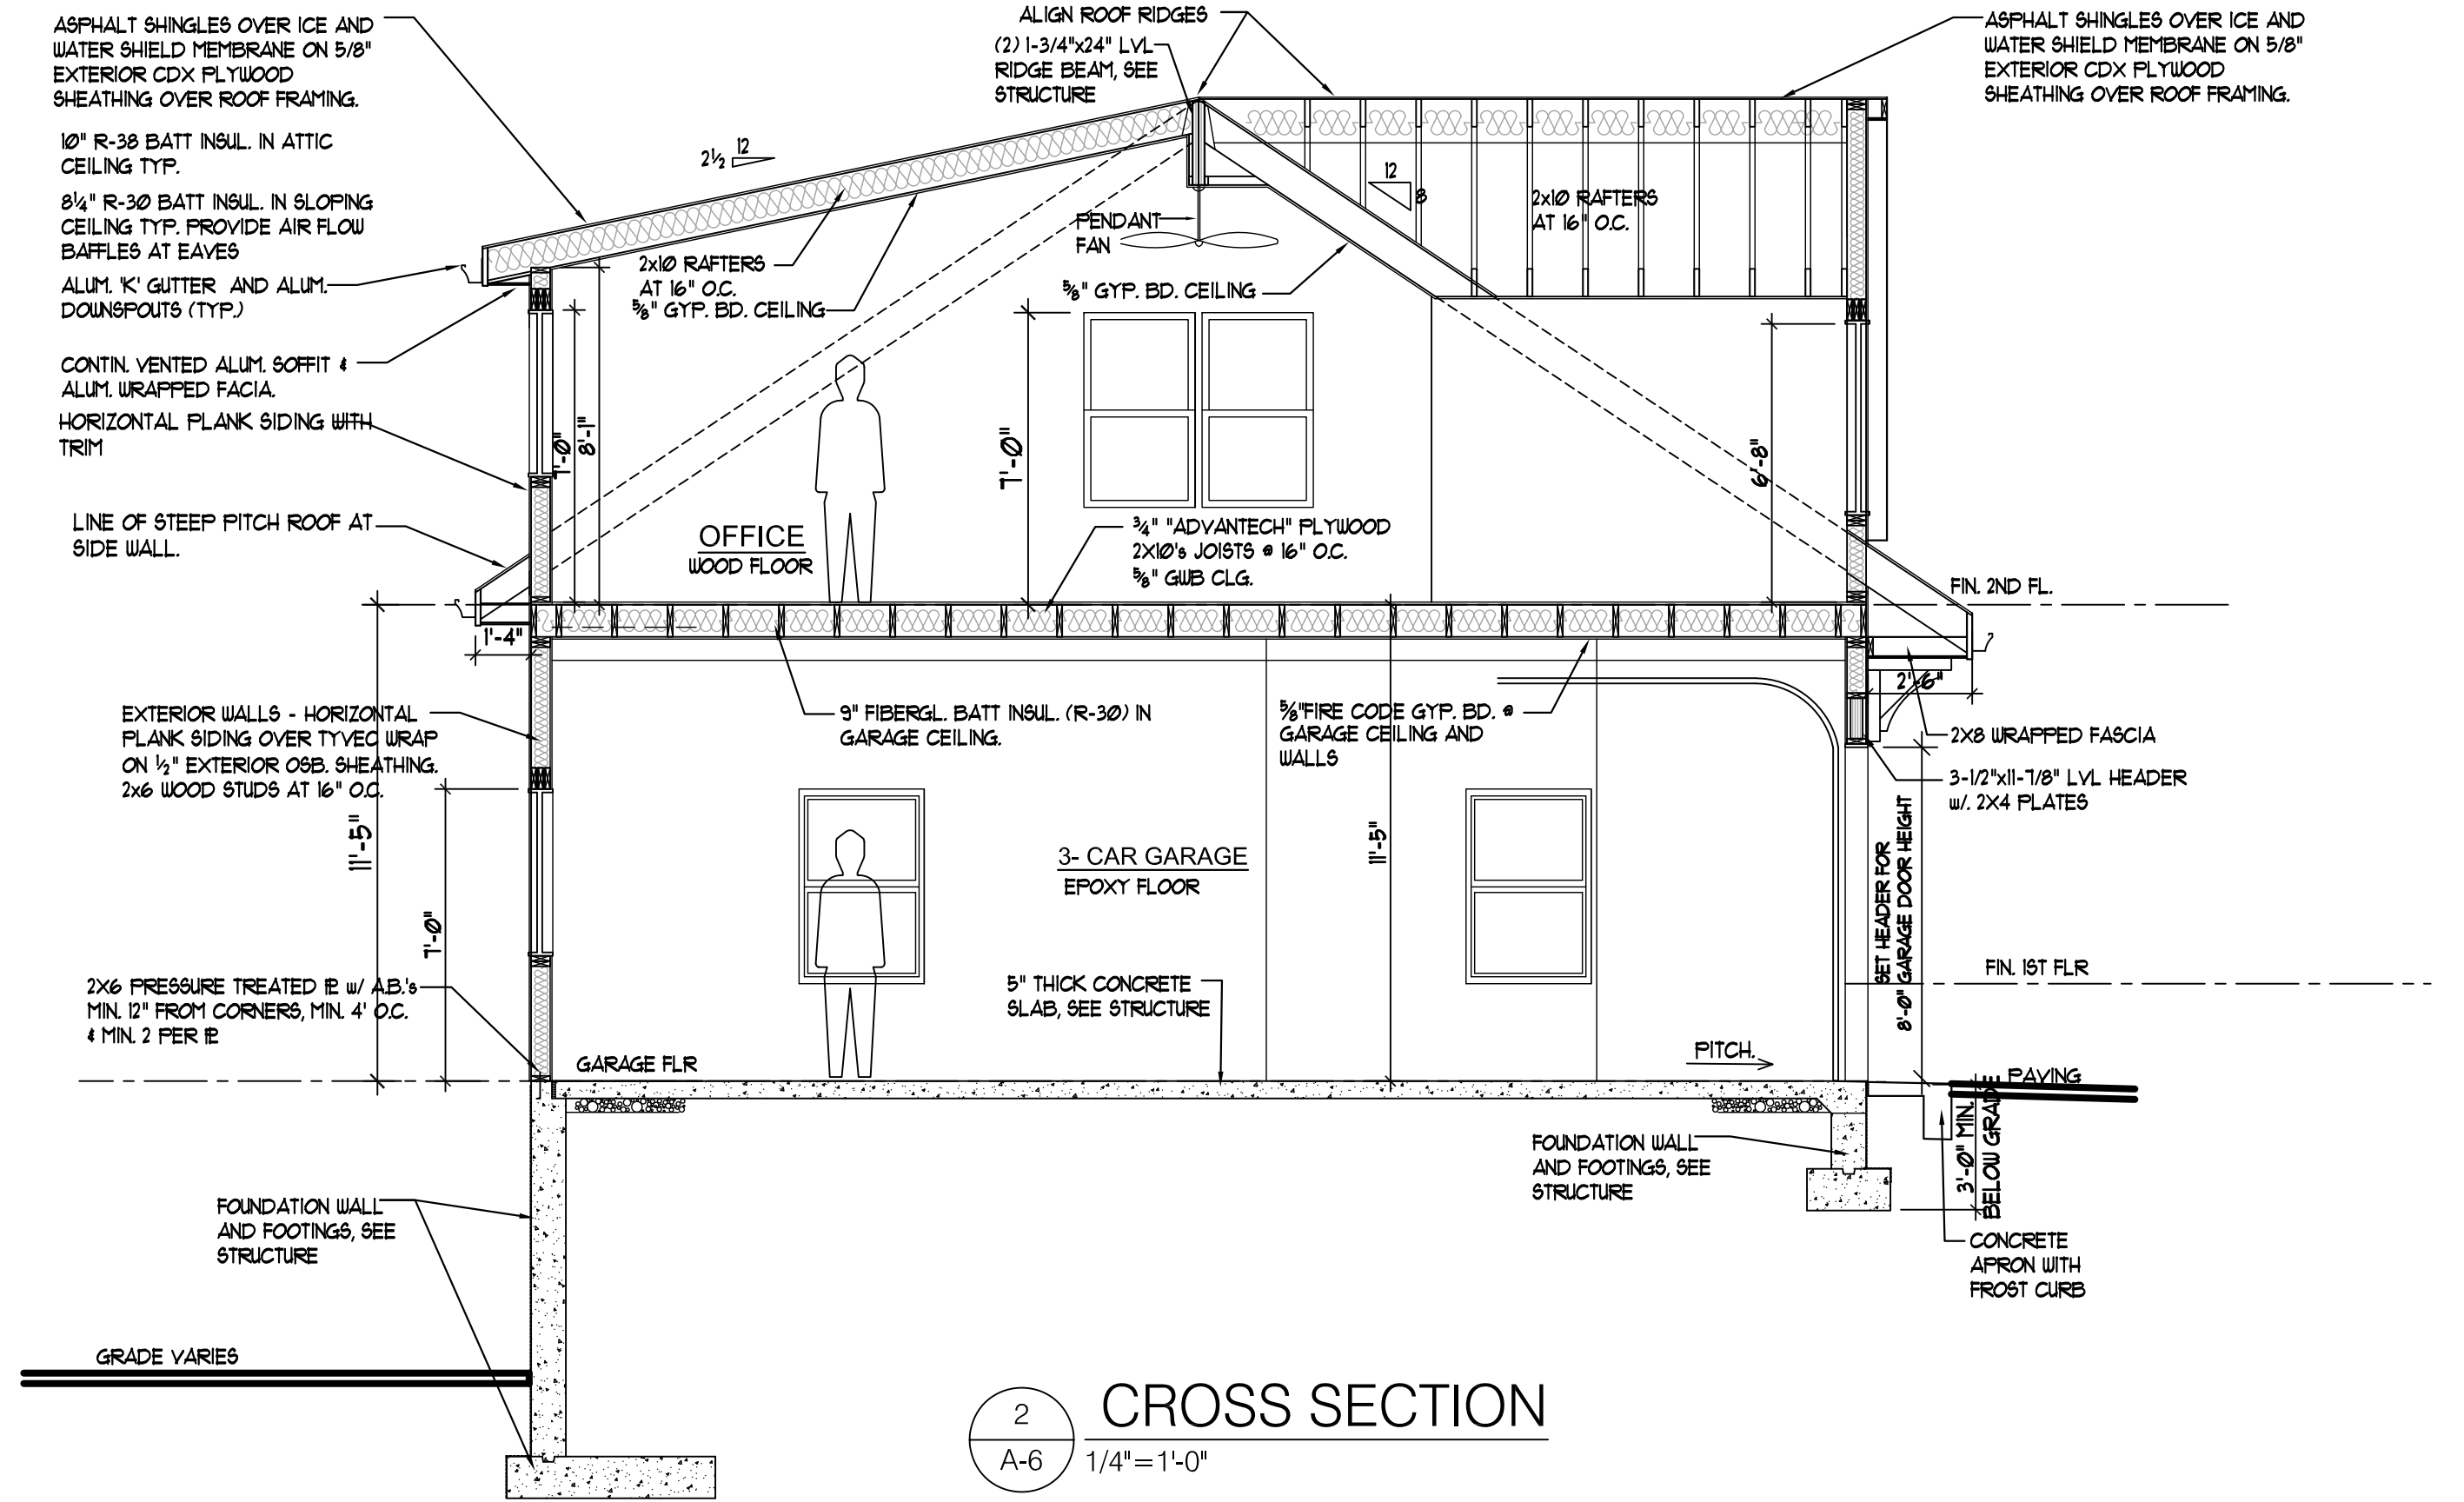 ASPHALT SHINGLES OVER ICE AND
WATER SHIELD MEMBRANE ON 5/8"
EXTERIOR CDX PLYWOOD
SHEATHING OVER ROOF FRAMING.
10" R-38 BATT INSUL. IN ATTIC
CEILING TYP.
8¼" R-30 BATT INSUL. IN SLOPING
CEILING TYP. PROVIDE AIR FLOW
BAFFLES AT EAVES
ALUM. 'K' GUTTER AND ALUM.
DOWNSPOUTS (TYP.)
CONTIN. VENTED ALUM. SOFFIT &
ALUM. WRAPPED FACIA.
HORIZONTAL PLANK SIDING WITH
TRIM
LINE OF STEEP PITCH ROOF AT
SIDE WALL.
ALIGN ROOF RIDGES
(2) 1-3/4"x24" LVL
RIDGE BEAM, SEE
STRUCTURE
ASPHALT SHINGLES OVER ICE AND
WATER SHIELD MEMBRANE ON 5/8"
EXTERIOR CDX PLYWOOD
SHEATHING OVER ROOF FRAMING.
12
2½
12
8
2x10 RAFTERS
AT 16" O.C.
PENDANT
FAN
2x10 RAFTERS
AT 16" O.C.
⅝" GYP. BD. CEILING
⅝" GYP. BD. CEILING
7'-0"
8'-1"
7'-0"
6'-8"
OFFICE
WOOD FLOOR
¾" "ADVANTECH" PLYWOOD
2X10's JOISTS @ 16" O.C.
⅝" GWB CLG.
FIN. 2ND FL.
1'-4"
2'-6"
EXTERIOR WALLS - HORIZONTAL
PLANK SIDING OVER TYVEC WRAP
ON ½" EXTERIOR OSB. SHEATHING.
2x6 WOOD STUDS AT 16" O.C.
9" FIBERGL. BATT INSUL. (R-30) IN
GARAGE CEILING.
⅝"FIRE CODE GYP. BD. @
GARAGE CEILING AND
WALLS
2X8 WRAPPED FASCIA
3-1/2"x11-7/8" LVL HEADER
w/. 2X4 PLATES
11'-5"
7'-0"
3- CAR GARAGE
EPOXY FLOOR
11'-5"
SET HEADER FOR
8'-0" GARAGE DOOR HEIGHT
FIN. 1ST FLR
2X6 PRESSURE TREATED PL w/ A.B.'s
MIN. 12" FROM CORNERS, MIN. 4' O.C.
& MIN. 2 PER PL
5" THICK CONCRETE
SLAB, SEE STRUCTURE
GARAGE FLR
PITCH.
PAVING
3'-0" MIN.
BELOW GRADE
FOUNDATION WALL
AND FOOTINGS, SEE
STRUCTURE
FOUNDATION WALL
AND FOOTINGS, SEE
STRUCTURE
CONCRETE
APRON WITH
FROST CURB
GRADE VARIES
2
A-6
CROSS SECTION
1/4"=1'-0"